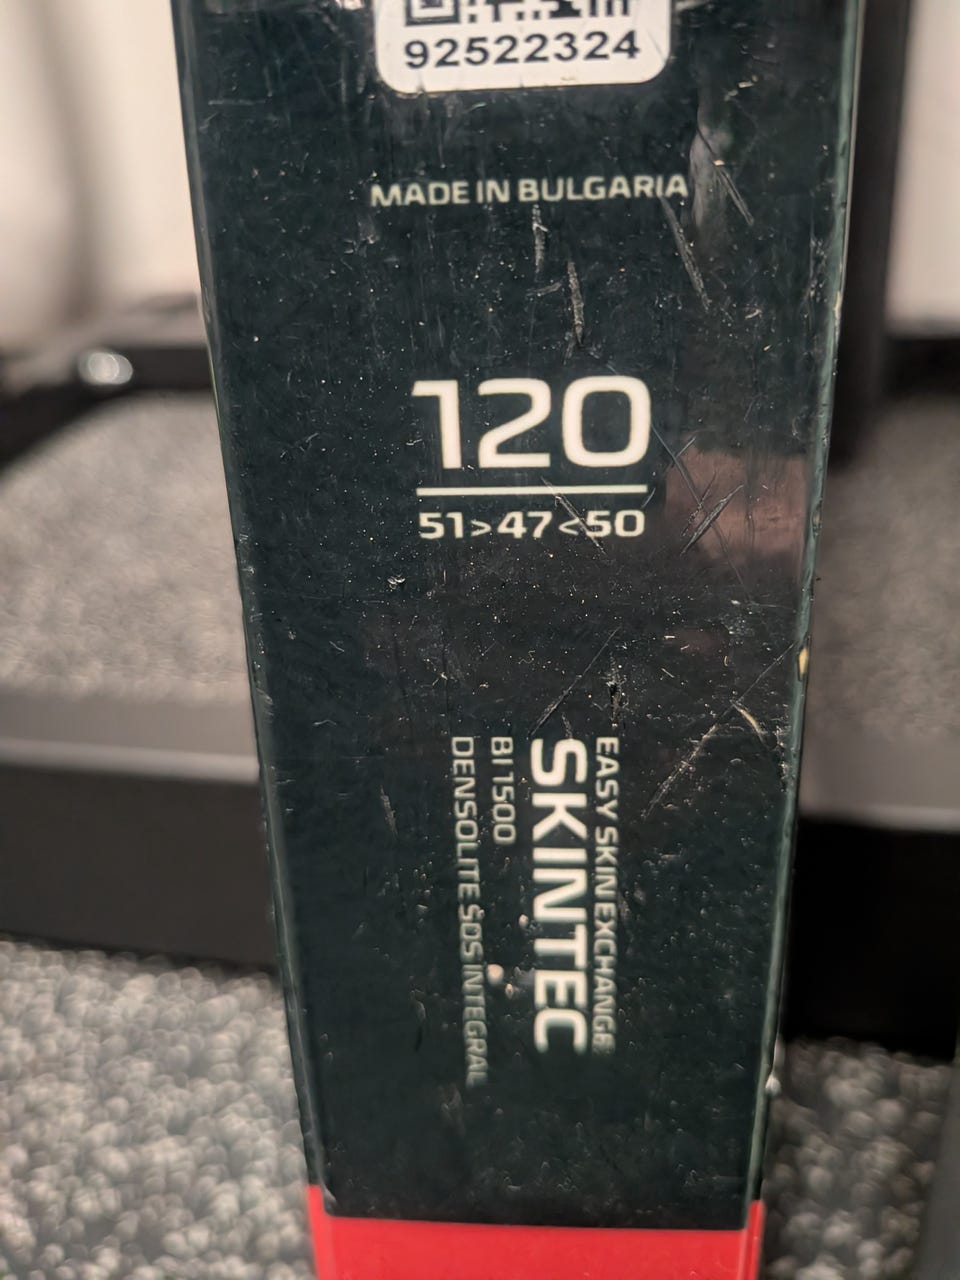 92522324
MADE IN BULGARIA
120
51>47<50
EASY SKIN EXCHANGE
SKINTEC
BI 1500
DENSOLITE SDS INTEGRAL